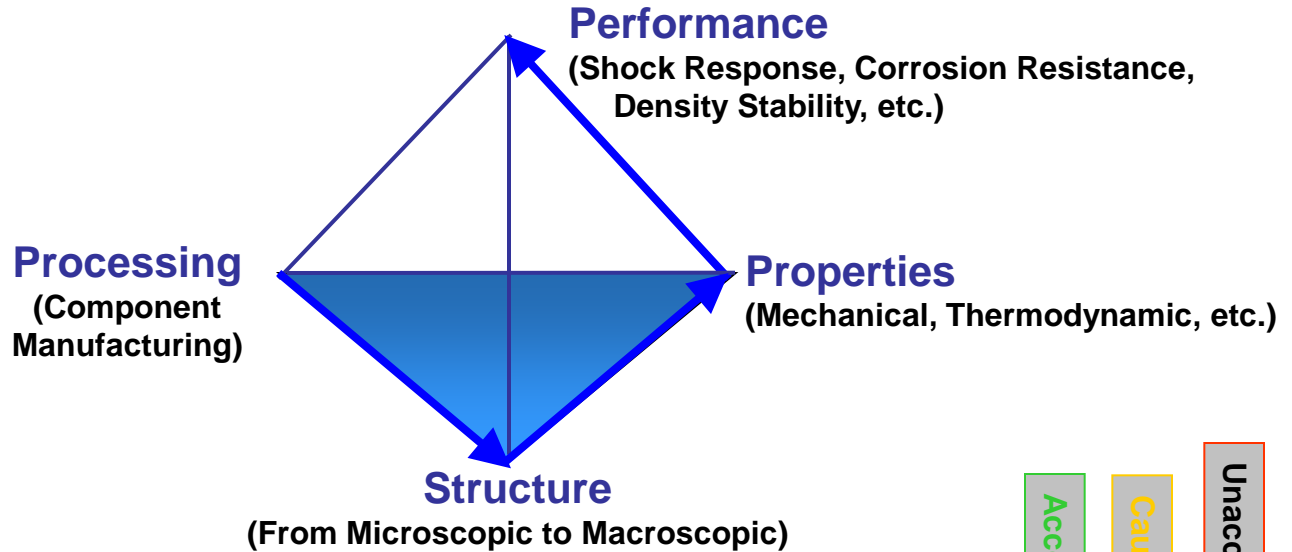 Performance
(Shock Response, Corrosion Resistance,
Density Stability, etc.)
Processing
(Component
Manufacturing)
Properties
(Mechanical, Thermodynamic, etc.)
Structure
(From Microscopic to Macroscopic)